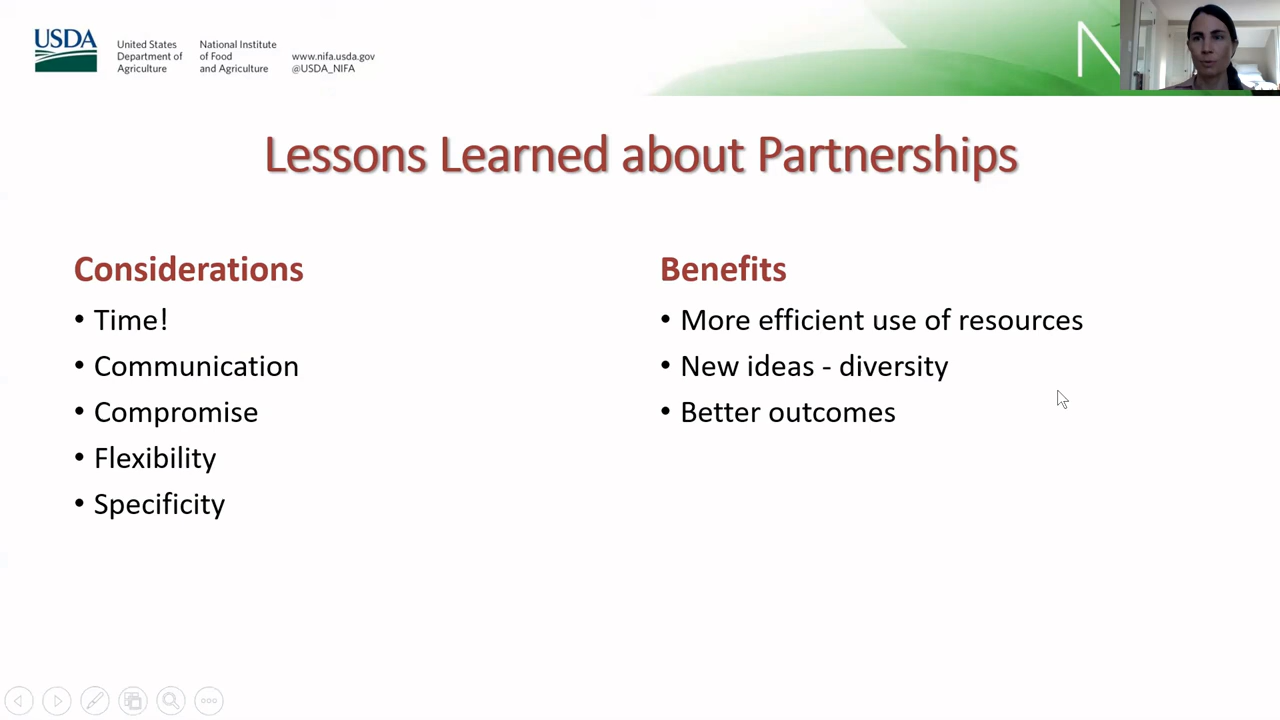 USDA
United States
Department of
Agriculture
National Institute
of Food
and Agriculture
www.nifa.usda.gov
@USDA_NIFA
N
Lessons Learned about Partnerships
Considerations
• Time!
• Communication
• Compromise
• Flexibility
• Specificity
Benefits
• More efficient use of resources
• New ideas - diversity
• Better outcomes